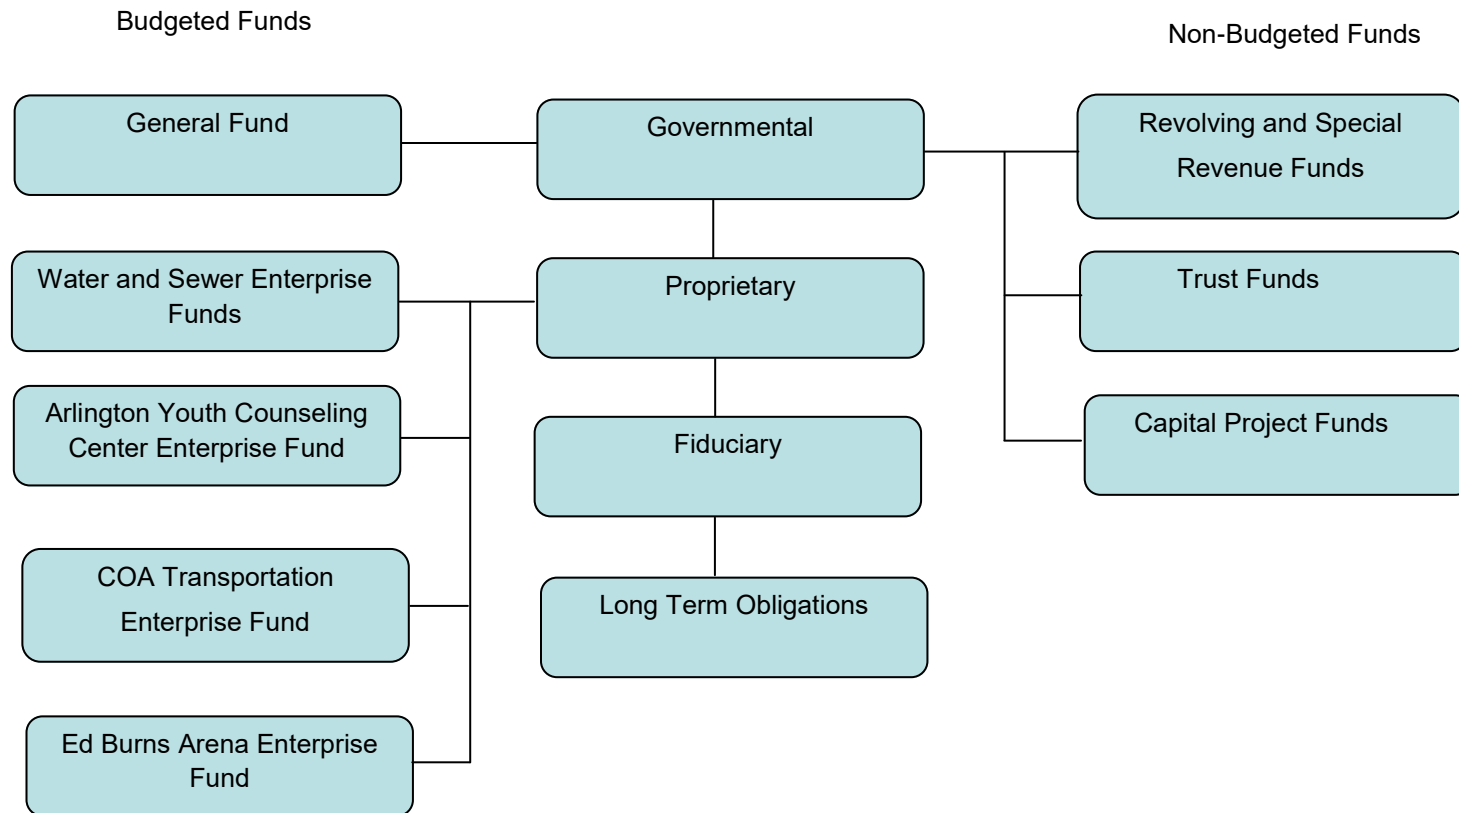 Budgeted Funds
Non-Budgeted Funds
General Fund
Governmental
Revolving and Special
Revenue Funds
Water and Sewer Enterprise
Funds
Proprietary
Trust Funds
Arlington Youth Counseling
Center Enterprise Fund
Fiduciary
Capital Project Funds
COA Transportation
Enterprise Fund
Long Term Obligations
Ed Burns Arena Enterprise
Fund